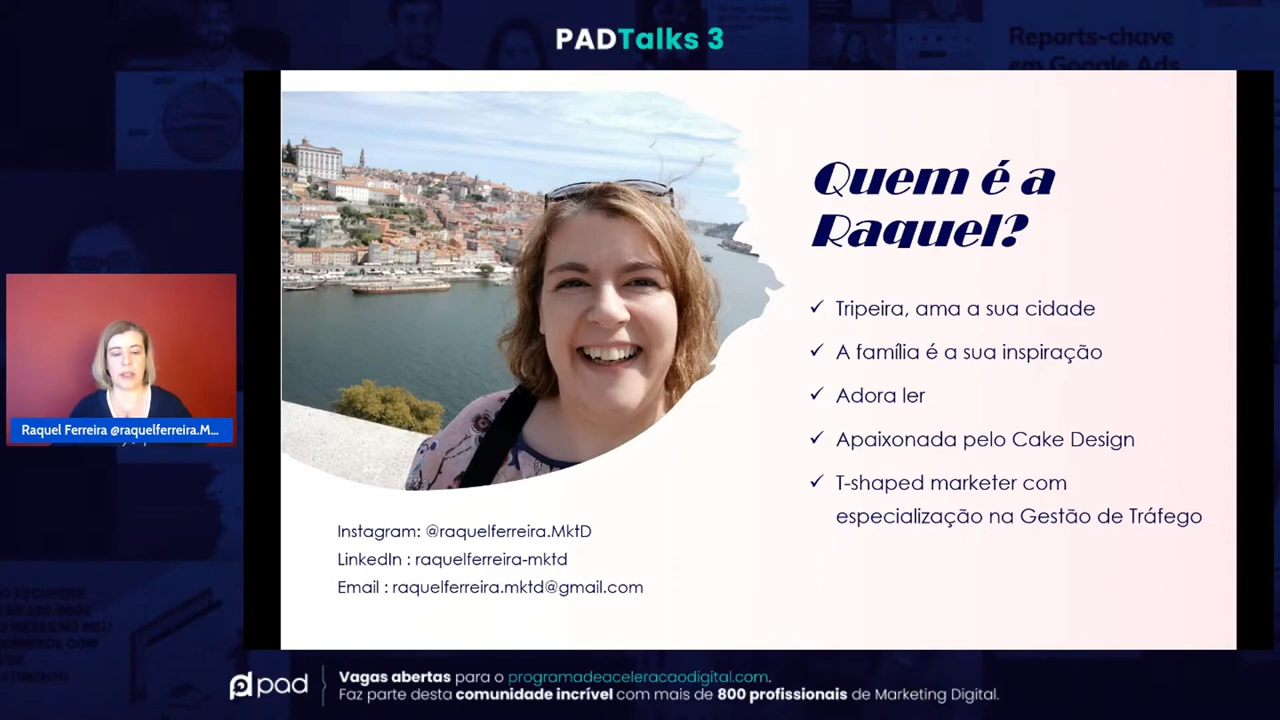 PADTalks 3
Reports-chave
em Google Ads
Quem é a
Raquel?
✓ Tripeira, ama a sua cidade
✓ A família é a sua inspiração
✓ Adora ler
✓ Apaixonada pelo Cake Design
✓ T-shaped marketer com
especialização na Gestão de Tráfego
Raquel Ferreira @raquelferreira.M...
Instagram: @raquelferreira.MktD
LinkedIn : raquelferreira-mktd
Email : raquelferreira.mktd@gmail.com
pad
Vagas abertas para o programadeaceleracaodigital.com.
Faz parte desta comunidade incrível com mais de 800 profissionais de Marketing Digital.